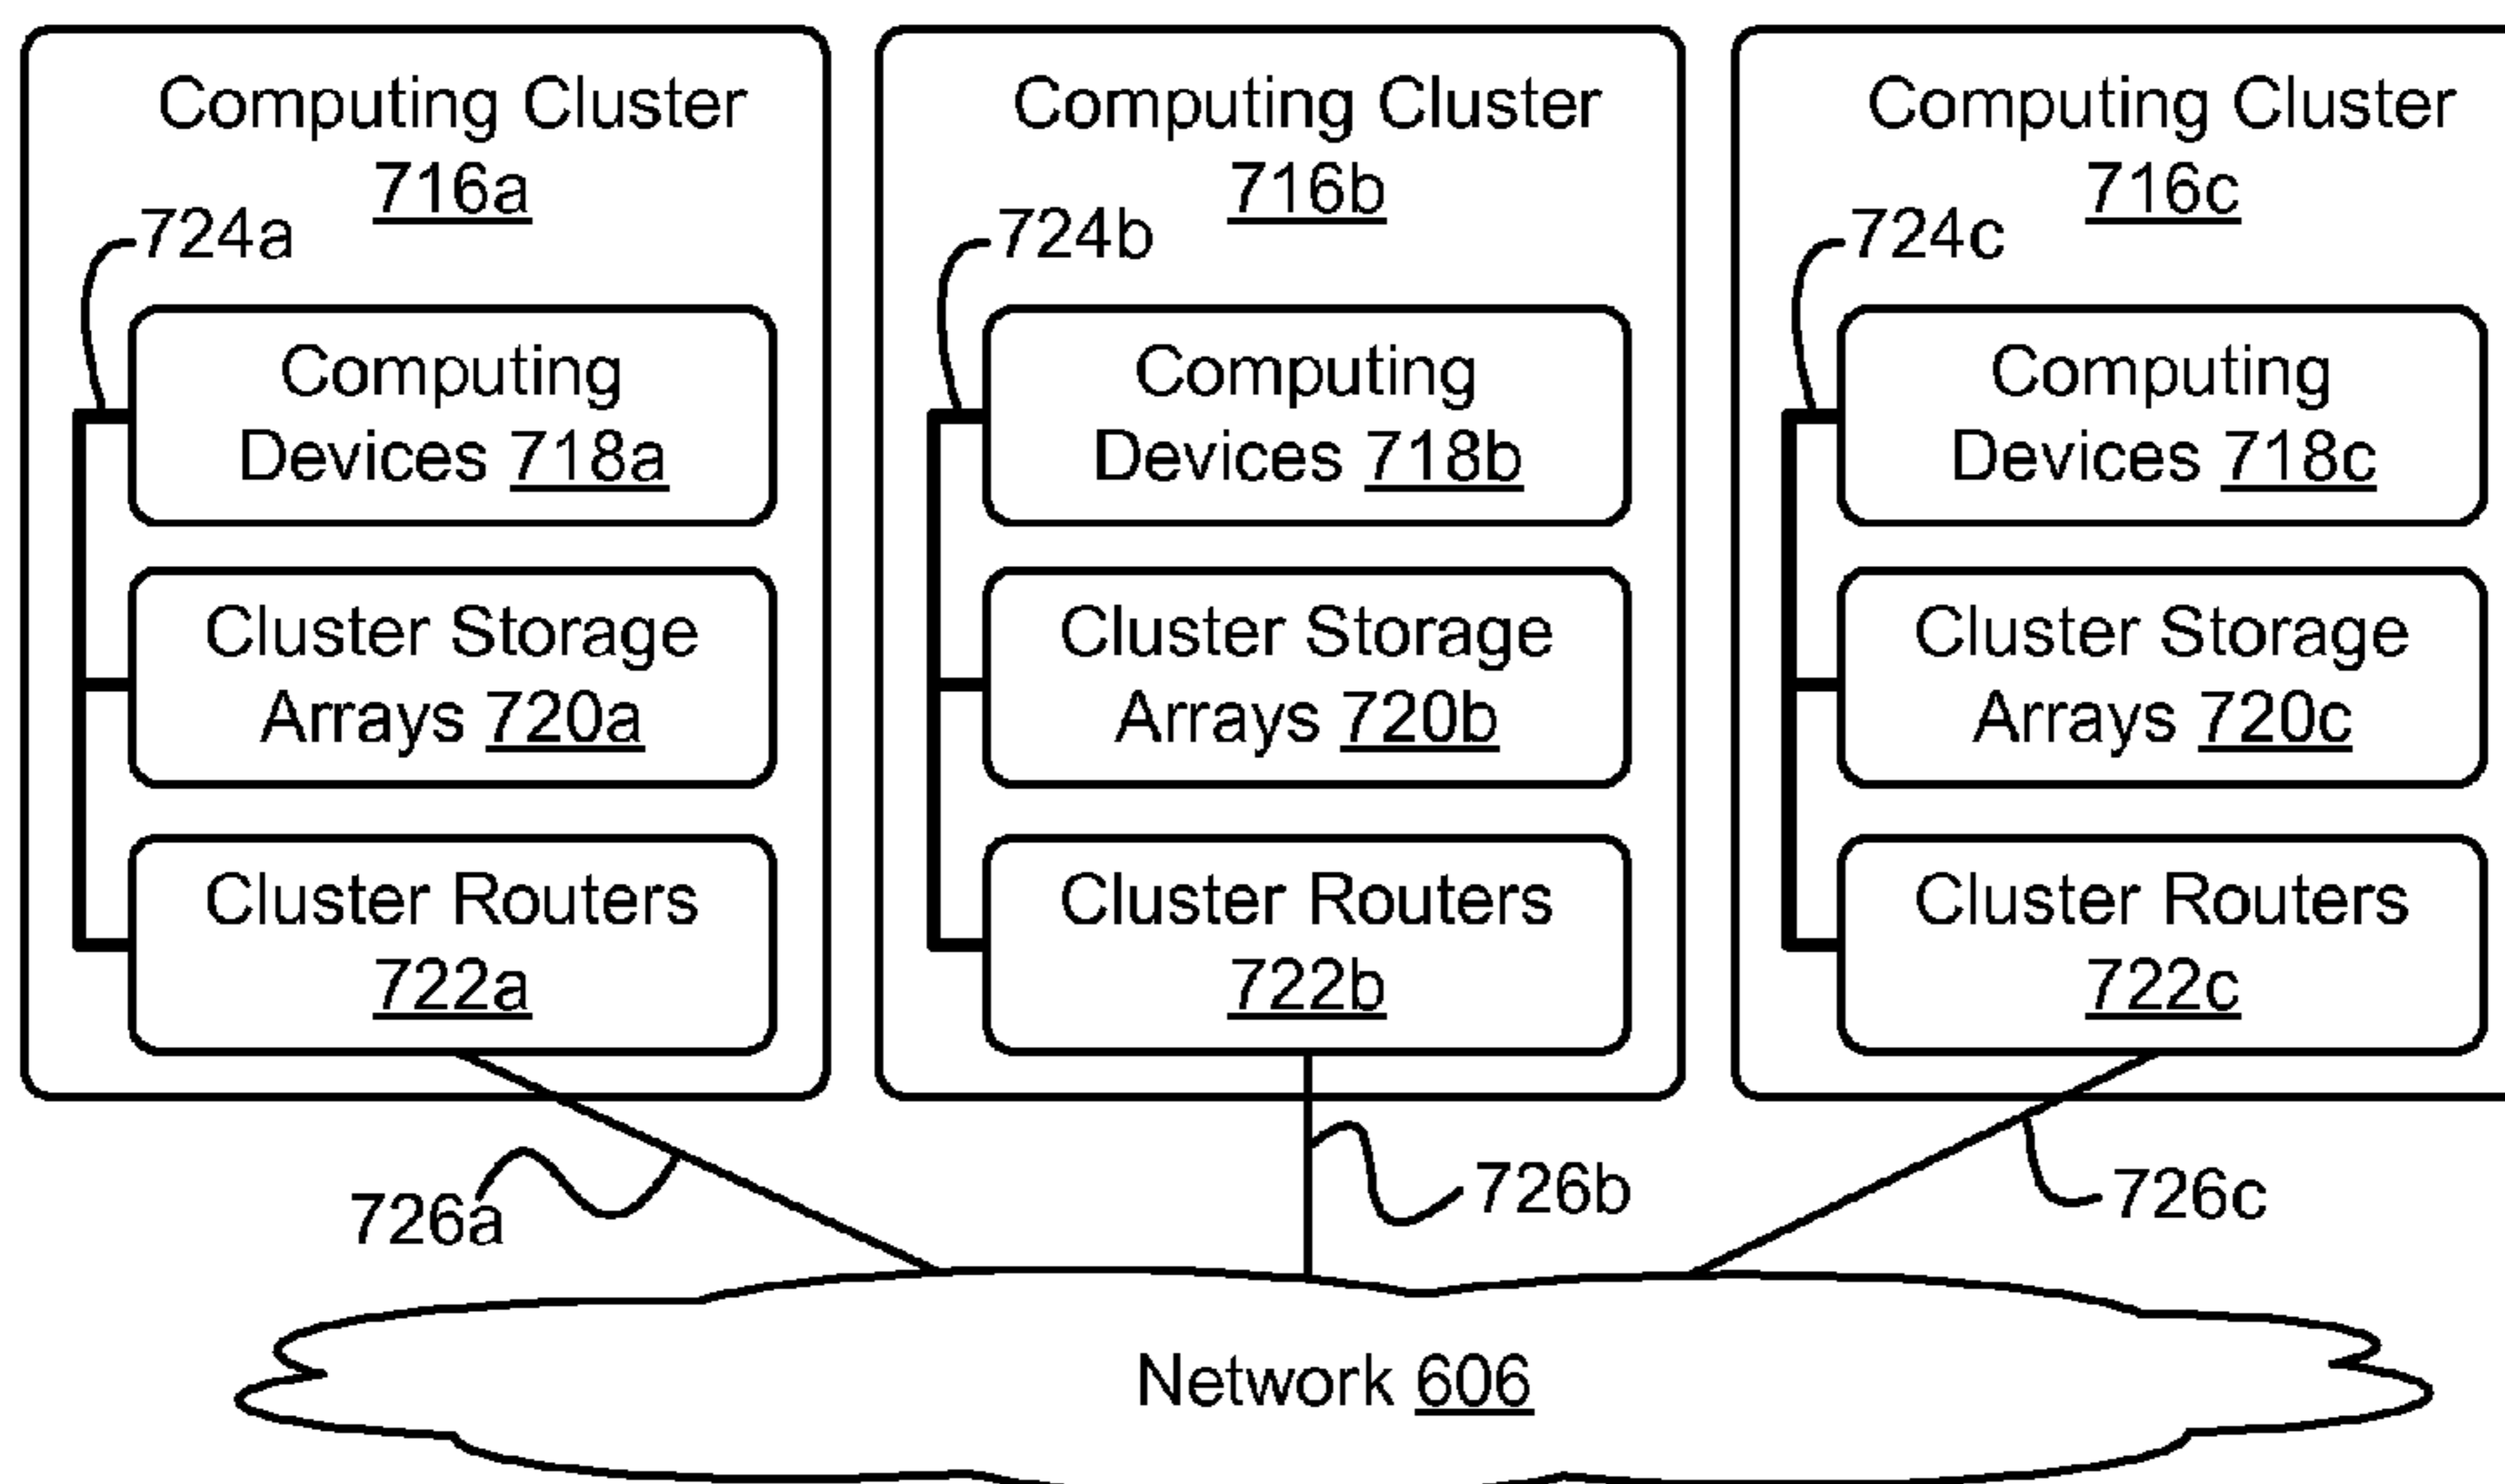 Computing Cluster
716a
724a
Computing
Devices 718a
Cluster Storage
Arrays 720a
Cluster Routers
722a
Computing Cluster
716b
724b
Computing
Devices 718b
Cluster Storage
Arrays 720b
Cluster Routers
722b
Computing Cluster
716c
724c
Computing
Devices 718c
Cluster Storage
Arrays 720c
Cluster Routers
722c
726a
726b
726c
Network 606